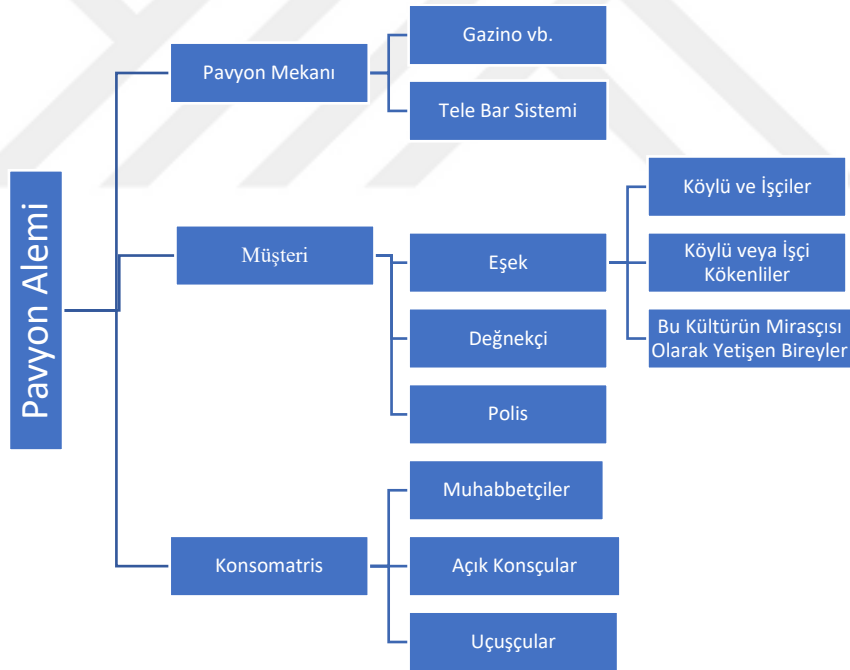 Pavyon Alemi
Pavyon Mekanı
Gazino vb.
Tele Bar Sistemi
Müşteri
Eşek
Köylü ve İşçiler
Köylü veya İşçi
Kökenliler
Bu Kültürün Mirasçısı
Olarak Yetişen Bireyler
Değnekçi
Polis
Konsomatris
Muhabbetçiler
Açık Konsçular
Uçuşçular